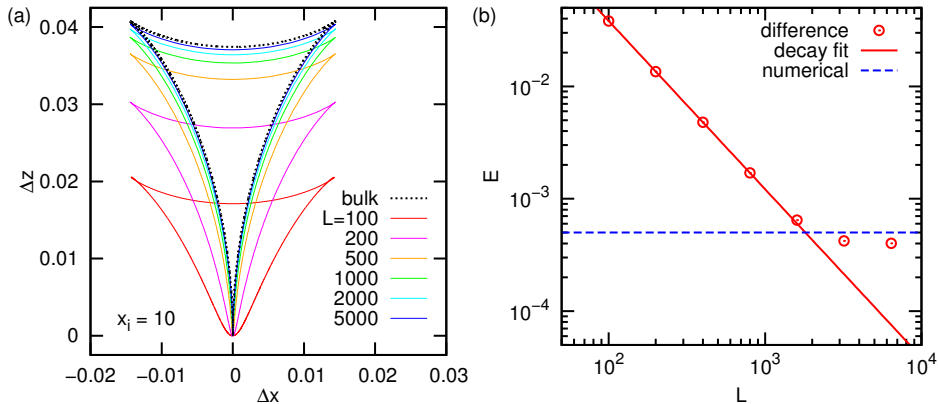 (a)
Δz
0.04
0.03
0.02
0.01
0
−0.02
−0.01
0
0.01
0.02
0.03
Δx
x_i = 10
bulk
L=100
200
500
1000
2000
5000
(b)
E
10^-2
10^-3
10^-4
10^2
10^3
10^4
L
difference
decay fit
numerical